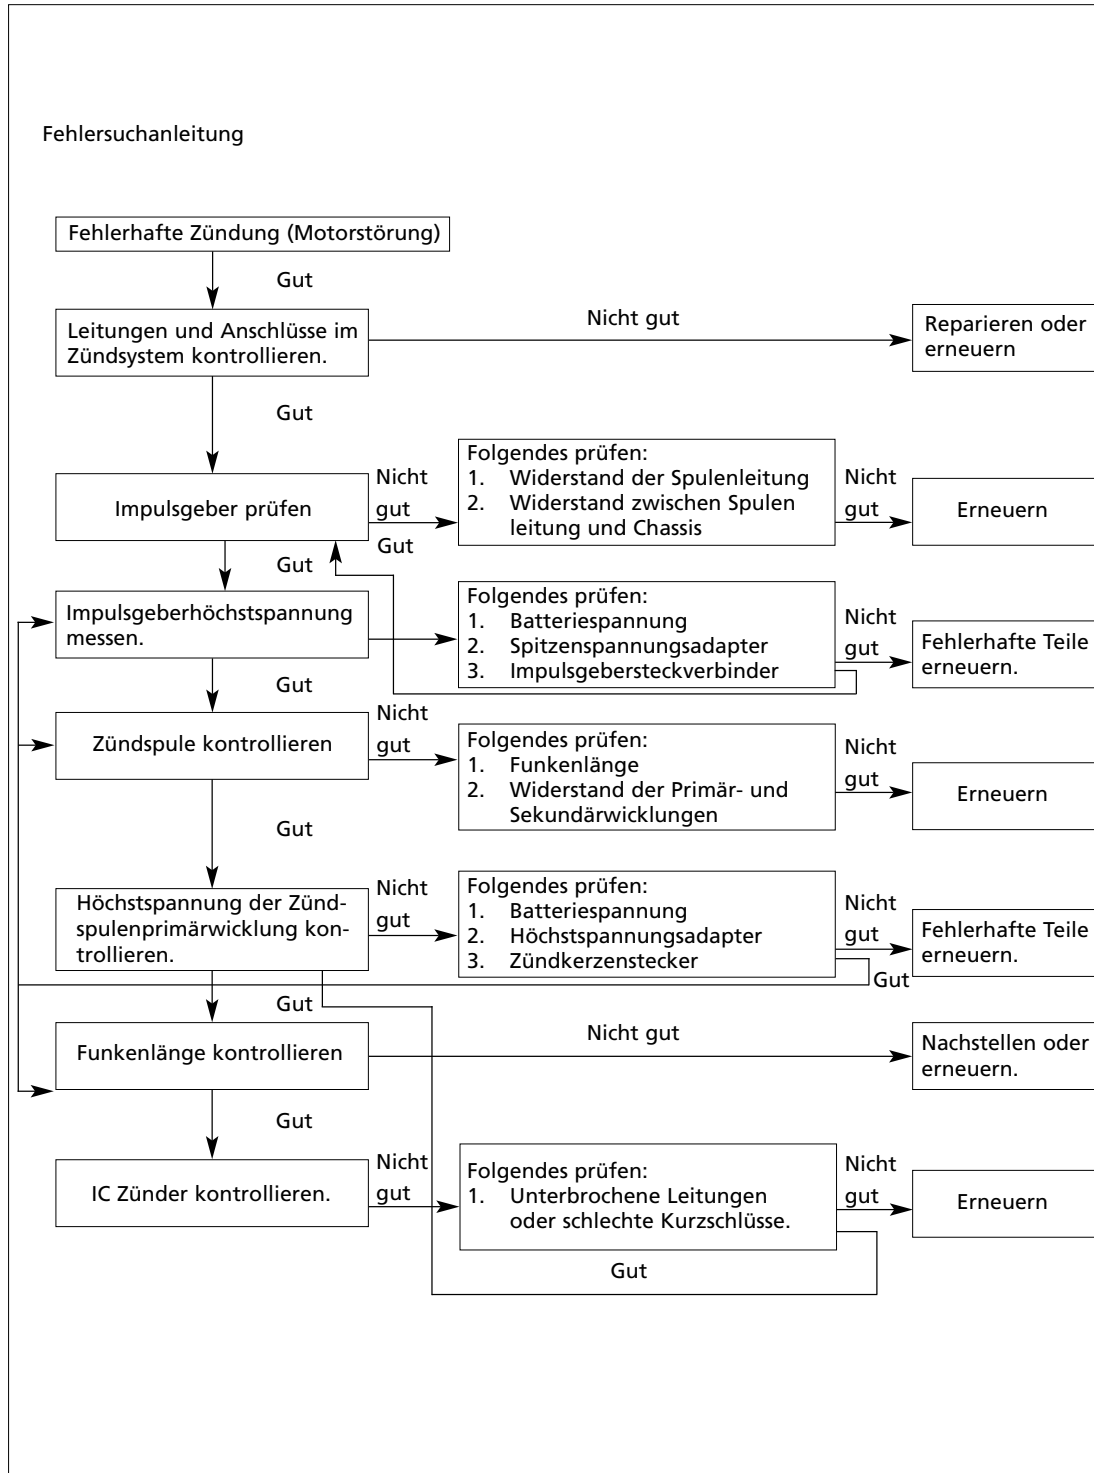 Fehlersuchanleitung
Fehlerhafte Zündung (Motorstörung)
Gut
Leitungen und Anschlüsse im
Zündsystem kontrollieren.
Nicht gut
Reparieren oder
erneuern
Gut
Impulsgeber prüfen
Nicht
gut
Folgendes prüfen:
1. Widerstand der Spulenleitung
2. Widerstand zwischen Spulen
leitung und Chassis
Nicht
gut
Erneuern
Gut
Gut
Impulsgeberhöchstspannung
messen.
Folgendes prüfen:
1. Batteriespannung
2. Spitzenspannungsadapter
3. Impulsgebersteckverbinder
Nicht
gut
Fehlerhafte Teile
erneuern.
Gut
Zündspule kontrollieren
Nicht
gut
Folgendes prüfen:
1. Funkenlänge
2. Widerstand der Primär- und
Sekundärwicklungen
Nicht
gut
Erneuern
Gut
Höchstspannung der Zünd-
spulenprimärwicklung kon-
trollieren.
Nicht
gut
Folgendes prüfen:
1. Batteriespannung
2. Höchstspannungsadapter
3. Zündkerzenstecker
Nicht
gut
Fehlerhafte Teile
erneuern.
Gut
Gut
Funkenlänge kontrollieren
Nicht gut
Nachstellen oder
erneuern.
Gut
IC Zünder kontrollieren.
Nicht
gut
Folgendes prüfen:
1. Unterbrochene Leitungen
oder schlechte Kurzschlüsse.
Nicht
gut
Erneuern
Gut